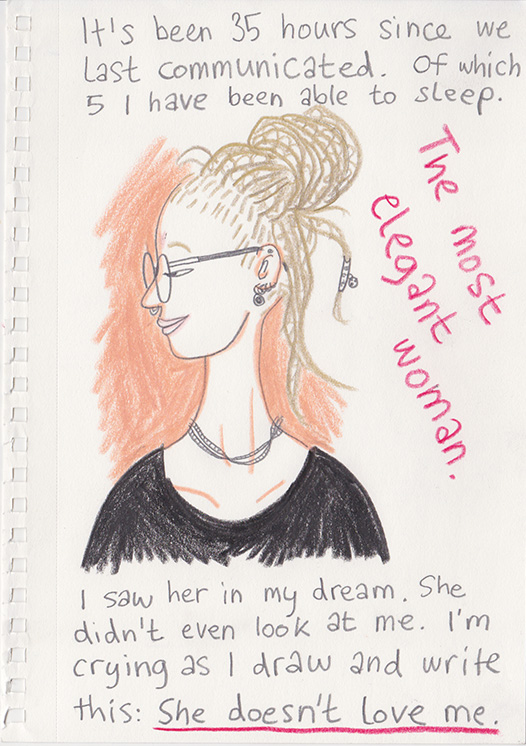 It's been 35 hours since we
last communicated. Of which
5 I have been able to sleep.
The most
elegant woman.
I saw her in my dream. She
didn't even look at me. I'm
crying as I draw and write
this: She doesn't love me.